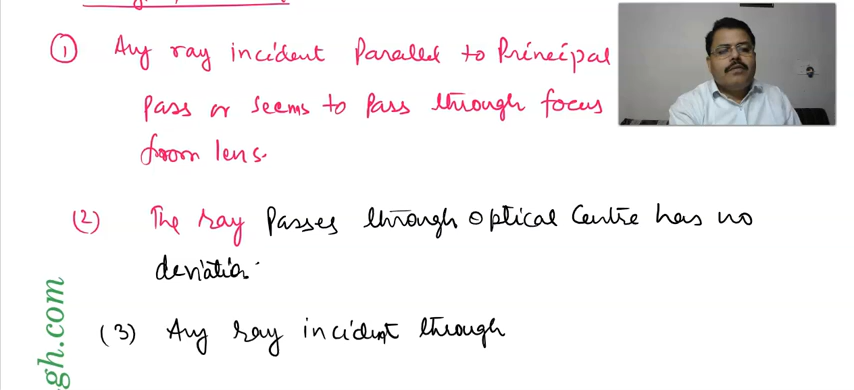 ① Any ray incident Parallel to Principal
pass or seems to pass through focus
from lens.
(2) The ray Passes through optical Centre has no
deviation.
(3) Any ray incident through
gh.com